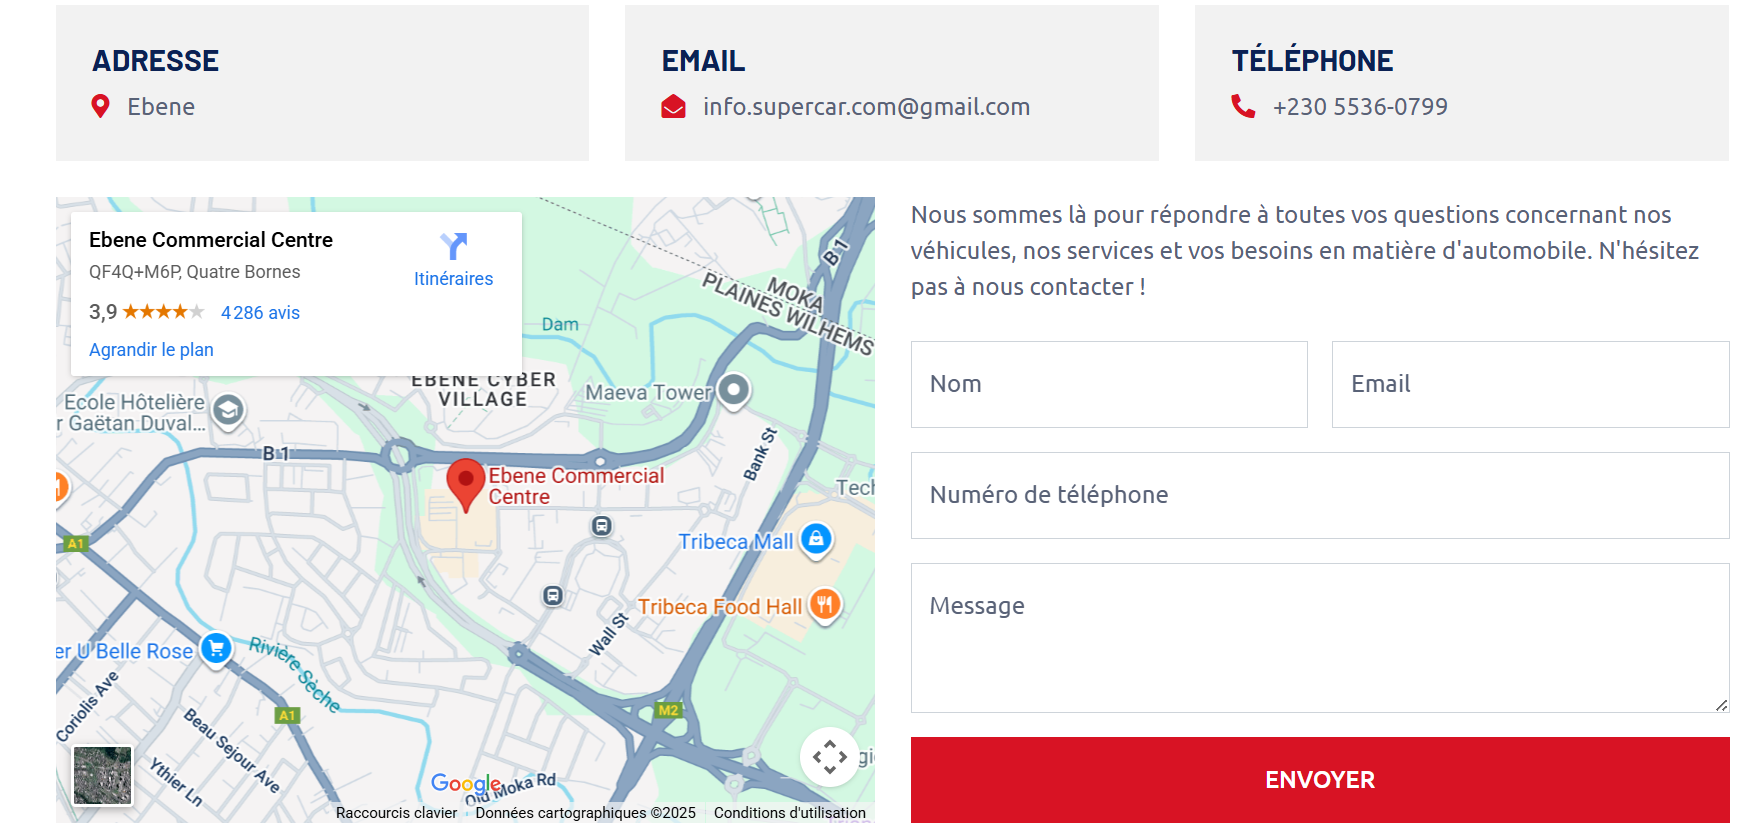 ADRESSE
Ebene
EMAIL
info.supercar.com@gmail.com
TÉLÉPHONE
+230 5536-0799
Ebene Commercial Centre
QF4Q+M6P, Quatre Bornes
Itinéraires
3,9
4 286 avis
Agrandir le plan
B 1
MOKA
PLAINES WILHEMS
Dam
EBENE CYBER
VILLAGE
Maeva Tower
Ecole Hôtelière
r Gaëtan Duval...
B 1
Bank St
Ebene Commercial
Centre
Tech
A1
Tribeca Mall
Tribeca Food Hall
Wall St
er U Belle Rose
Rivière Sèche
Coriolis Ave
A1
M2
Beau Sejour Ave
Ythier Ln
Google
Old Moka Rd
gi
Raccourcis clavier
Données cartographiques ©2025
Conditions d'utilisation
Nous sommes là pour répondre à toutes vos questions concernant nos
véhicules, nos services et vos besoins en matière d'automobile. N'hésitez
pas à nous contacter !
Nom
Email
Numéro de téléphone
Message
ENVOYER